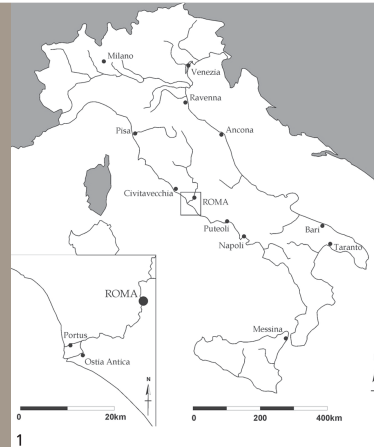 Milano
Venezia
Ravenna
Pisa
Ancona
Civitavecchia
ROMA
Puteoli
Bari
Napoli
Taranto
ROMA
Portus
Ostia Antica
Messina
N
0 20km
0 200 400km
1